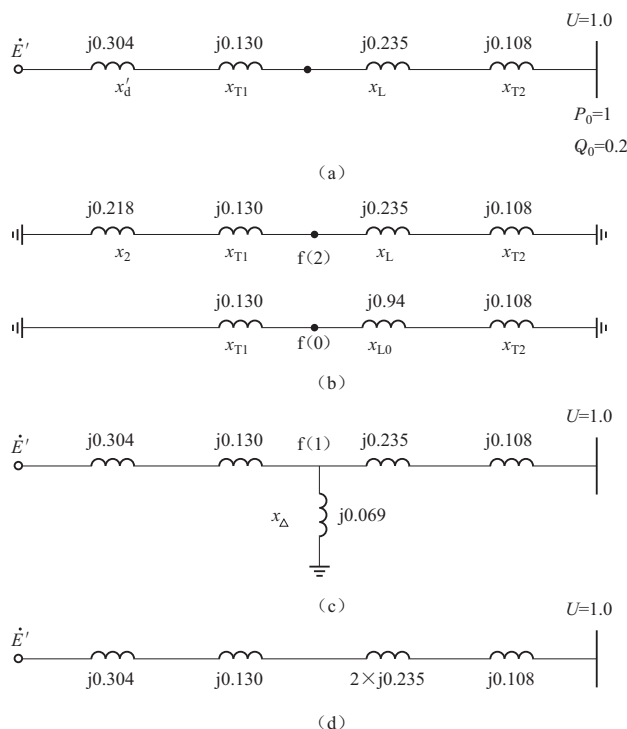 U=1.0
Ė′ j0.304 j0.130 j0.235 j0.108
x′d xT1 xL xT2
P0=1
Q0=0.2
（a）
j0.218 j0.130 j0.235 j0.108
x2 xT1 f（2） xL xT2
j0.130 j0.94 j0.108
xT1 f(0) xL0 xT2
（b）
U=1.0
Ė′ j0.304 j0.130 f（1） j0.235 j0.108
x△ j0.069
（c）
U=1.0
Ė′
j0.304 j0.130 2×j0.235 j0.108
（d）